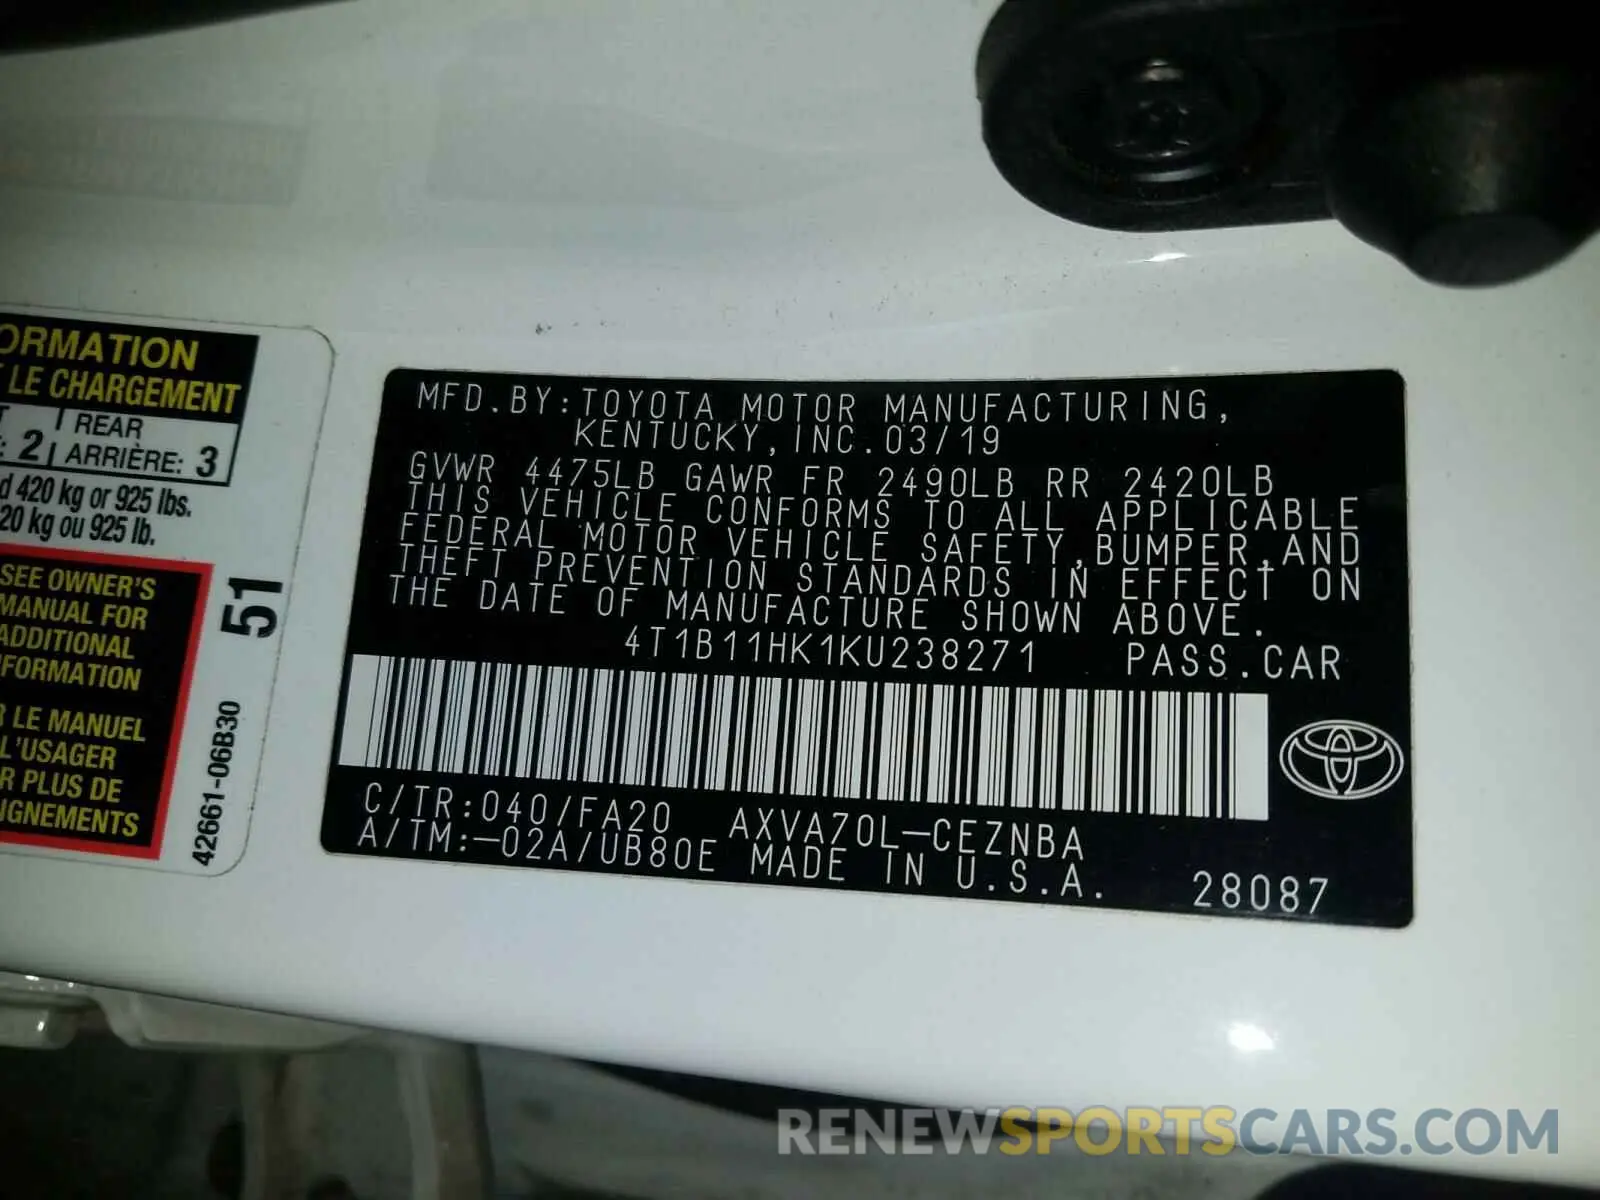 ORMATION
LE CHARGEMENT
REAR
: 2 ARRIÈRE: 3
d 420 kg or 925 lbs.
20 kg ou 925 lb.
SEE OWNER'S
MANUAL FOR
ADDITIONAL
FORMATION
LE MANUEL
L'USAGER
R PLUS DE
IGNEMENTS
51
42661-06B30
MFD.BY:TOYOTA MOTOR MANUFACTURING,
KENTUCKY,INC.03/19
GVWR 4475LB GAWR FR 2490LB RR 2420LB
THIS VEHICLE CONFORMS TO ALL APPLICABLE
FEDERAL MOTOR VEHICLE SAFETY,BUMPER,AND
THEFT PREVENTION STANDARDS IN EFFECT ON
THE DATE OF MANUFACTURE SHOWN ABOVE.
4T1B11HK1KU238271 PASS.CAR
C/TR:040/FA20 AXVA70L-CEZNBA
A/TM:-02A/UB80E MADE IN U.S.A. 28087
RENEWSPORTSCARS.COM